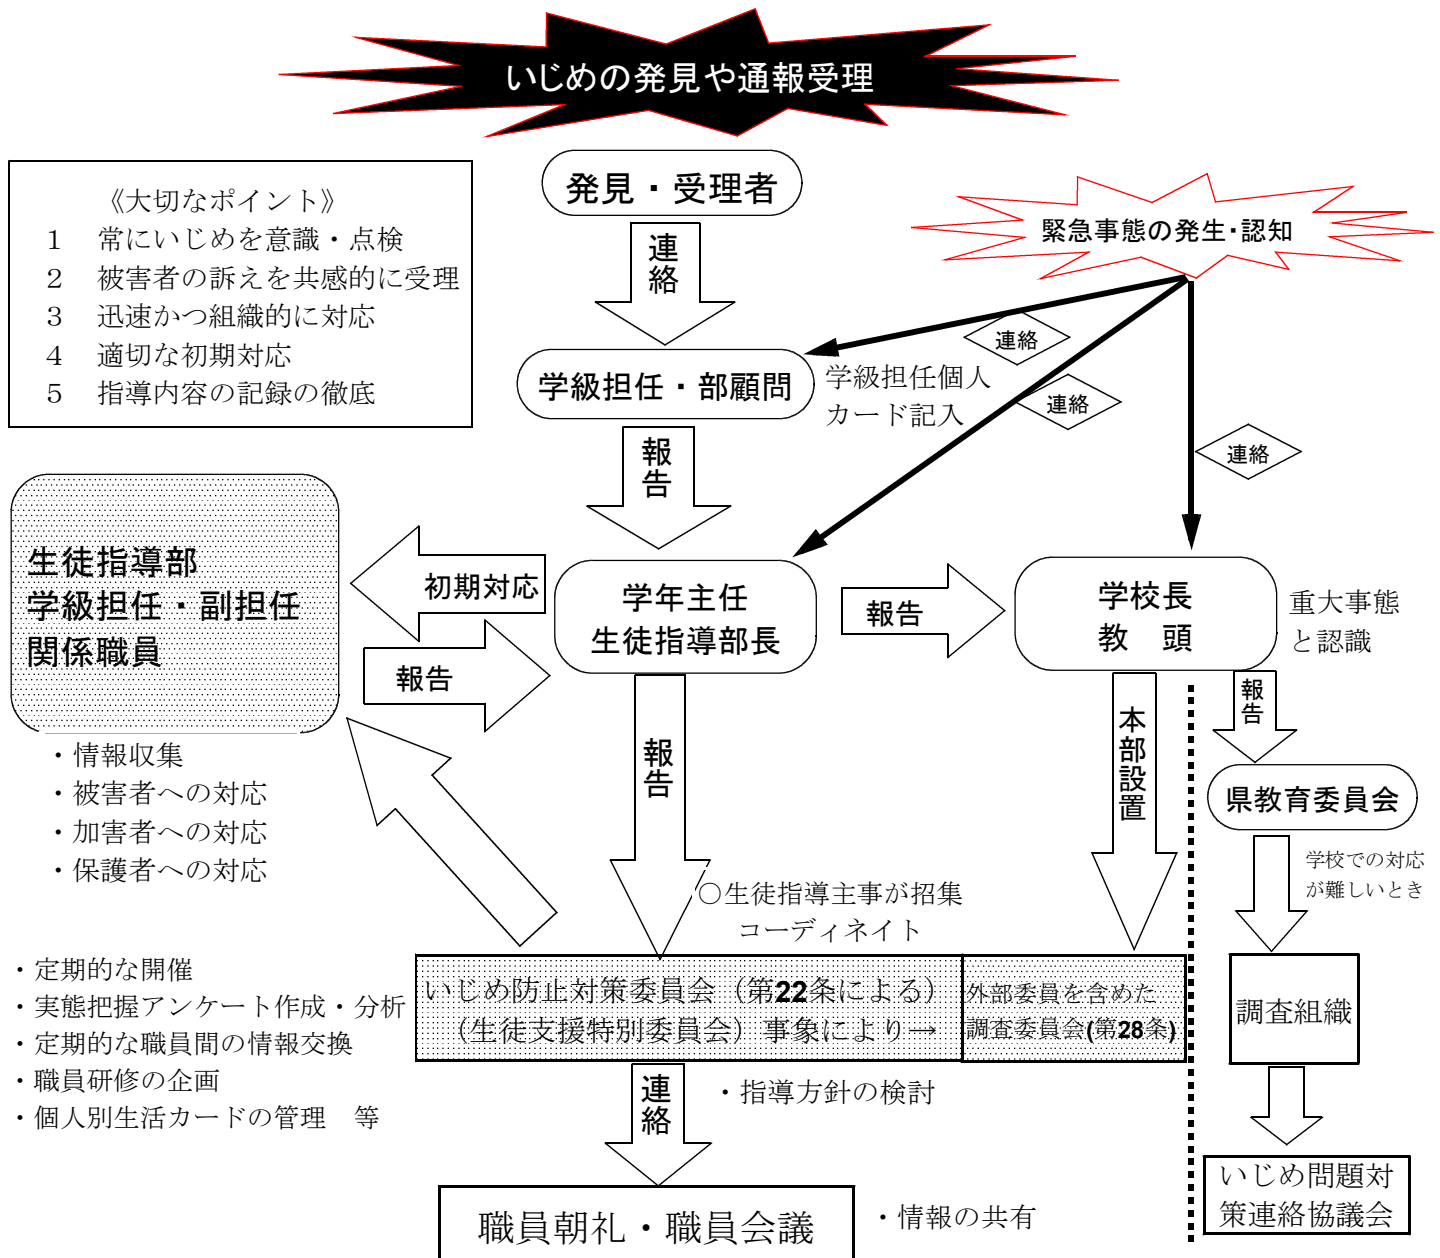 いじめの発見や通報受理
《大切なポイント》
１　常にいじめを意識・点検
２　被害者の訴えを共感的に受理
３　迅速かつ組織的に対応
４　適切な初期対応
５　指導内容の記録の徹底
発見・受理者
連絡
緊急事態の発生・認知
連絡
連絡
連絡
学級担任・部顧問
学級担任個人
カード記入
報告
生徒指導部
学級担任・副担任
関係職員
初期対応
報告
学年主任
生徒指導部長
報告
学校長
教　頭
重大事態
と認識
・情報収集
・被害者への対応
・加害者への対応
・保護者への対応
報告
本部設置
報告
県教育委員会
学校での対応
が難しいとき
○生徒指導主事が招集
コーディネイト
・定期的な開催
・実態把握アンケート作成・分析
・定期的な職員間の情報交換
・職員研修の企画
・個人別生活カードの管理　等
いじめ防止対策委員会（第22条による）
（生徒支援特別委員会）事象により→
外部委員を含めた
調査委員会(第28条)
調査組織
連絡
・指導方針の検討
職員朝礼・職員会議
・情報の共有
いじめ問題対
策連絡協議会